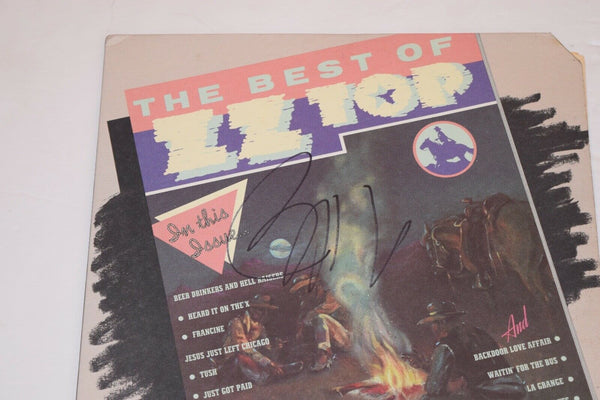 THE BEST OF
ZZ TOP
In this
Issue...
BEER DRINKERS AND HELL RAISERS
• HEARD IT ON THE X
• FRANCINE
JESUS JUST LEFT CHICAGO
• TUSH
• JUST GOT PAID
And
BACKDOOR LOVE AFFAIR •
WAITIN' FOR THE BUS •
LA GRANGE